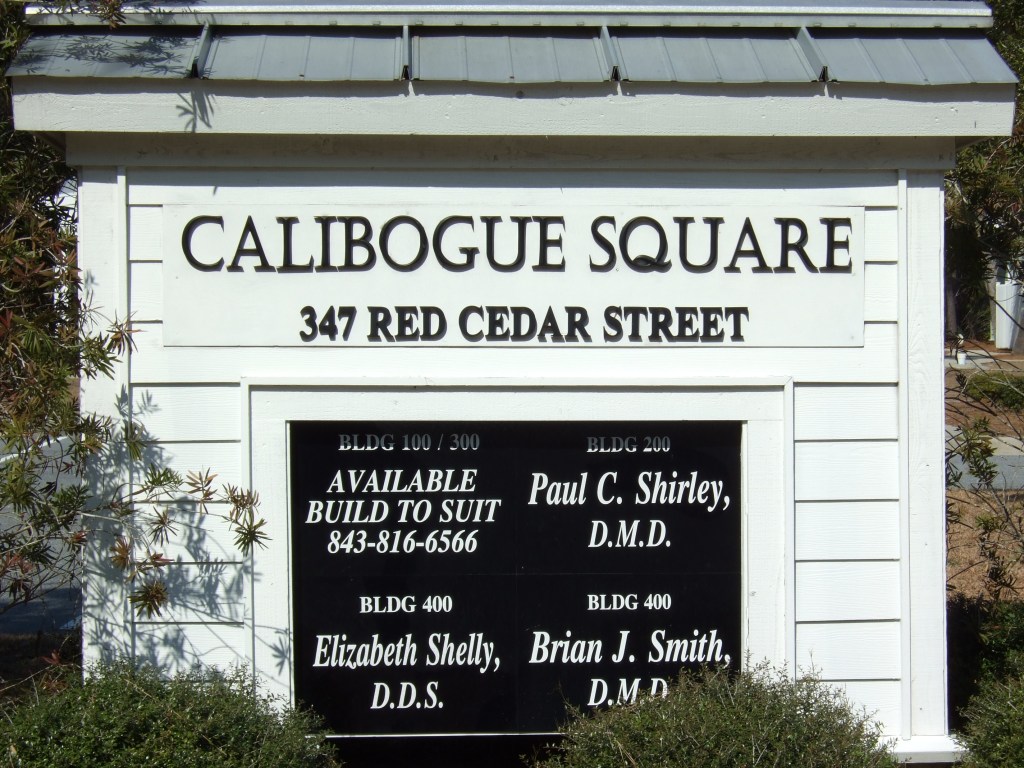 CALIBOGUE SQUARE
347 RED CEDAR STREET
BLDG 100 / 300
AVAILABLE
BUILD TO SUIT
843-816-6566
BLDG 200
Paul C. Shirley,
D.M.D.
BLDG 400
Elizabeth Shelly,
D.D.S.
BLDG 400
Brian J. Smith,
D.M.D.